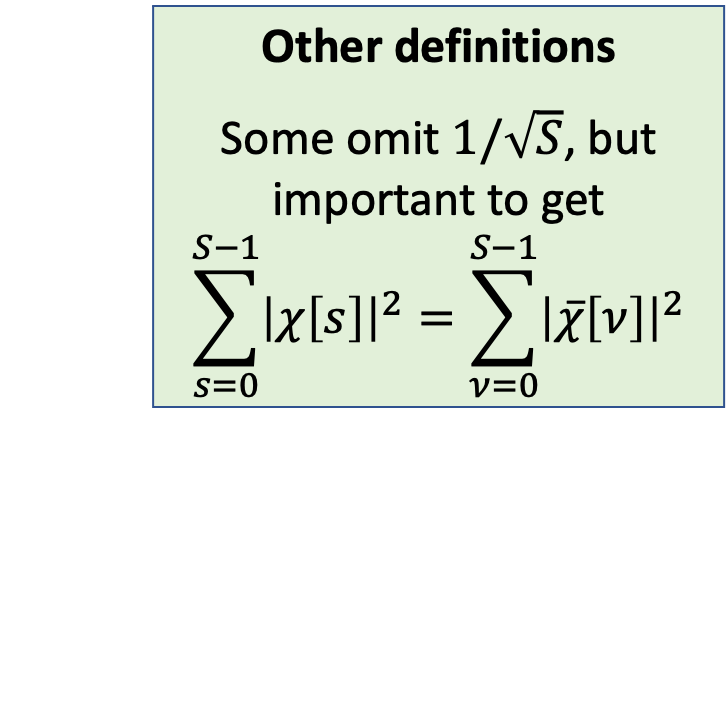 Other definitions
Some omit 1/√S, but
important to get
S−1 S−1
∑|χ[s]|² = ∑|χ̄[ν]|²
s=0 ν=0